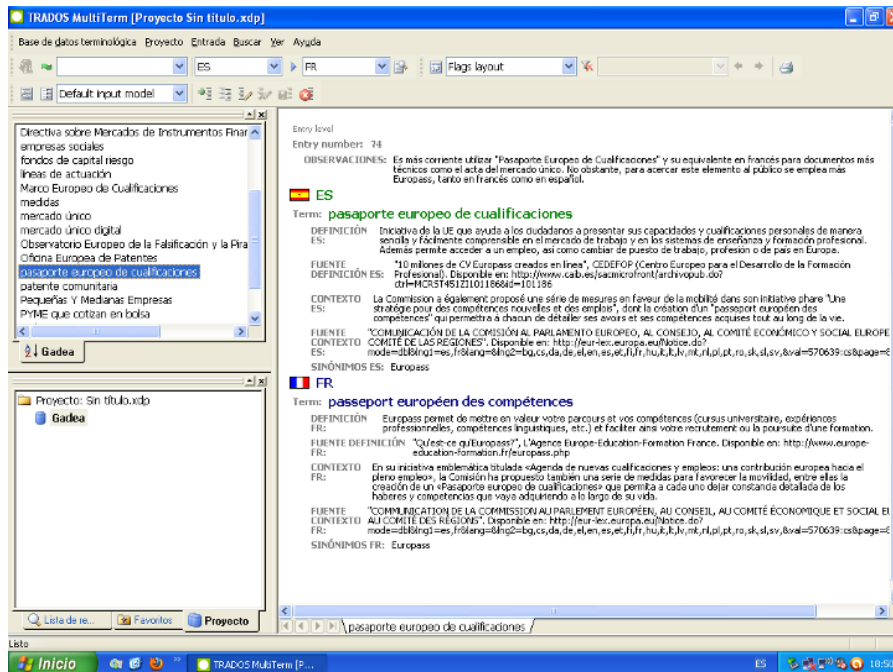 TRADOS MultiTerm [Proyecto Sin título.xdp]
Base de datos terminológica Proyecto Entrada Buscar Ver Ayuda
ES FR Flags layout
Default input model
Directiva sobre Mercados de Instrumentos Finar
empresas sociales
fondos de capital riesgo
líneas de actuación
Marco Europeo de Cualificaciones
medidas
mercado único
mercado único digital
Observatorio Europeo de la Falsificación y la Pira
Oficina Europea de Patentes
pasaporte europeo de cualificaciones
patente comunitaria
Pequeñas Y Medianas Empresas
PYME que cotizan en bolsa
Gadea
Proyecto: Sin título.xdp
Gadea
Lista de re... Favoritos Proyecto
Entry level
Entry number: 74
OBSERVACIONES: Es más corriente utilizar "Pasaporte Europeo de Cualificaciones" y su equivalente en francés para documentos más
técnicos como el acta del mercado único. No obstante, para acercar este elemento al público se emplea más
Europass, tanto en francés como en español.
ES
Term: pasaporte europeo de cualificaciones
DEFINICIÓN ES: Iniciativa de la UE que ayuda a los ciudadanos a presentar sus capacidades y cualificaciones personales de manera
sencilla y fácilmente comprensible en el mercado de trabajo y en los sistemas de enseñanza y formación profesional.
Además permite acceder a un empleo, así como cambiar de puesto de trabajo, profesión o de país en Europa.
FUENTE DEFINICIÓN ES: "10 millones de CV Europass creados en línea", CEDEFOP (Centro Europeo para el Desarrollo de la Formación
Profesional). Disponible en: http://www.caib.es/sacmicrofront/archivopub.do?
ctrl=MCRST451ZI101186&id=101186
CONTEXTO ES: La Commission a également proposé une série de mesures en faveur de la mobilité dans son initiative phare "Une
stratégie pour des compétences nouvelles et des emplois", dont la création d'un "passeport européen des
compétences" qui permettra à chacun de détailler ses avoirs et ses compétences acquises tout au long de la vie.
FUENTE CONTEXTO ES: "COMUNICACIÓN DE LA COMISIÓN AL PARLAMENTO EUROPEO, AL CONSEJO, AL COMITÉ ECONÓMICO Y SOCIAL EUROPE
COMITÉ DE LAS REGIONES". Disponible en: http://eur-lex.europa.eu/Notice.do?
mode=dbl&lng1=es,fr&lang=&lng2=bg,cs,da,de,el,en,es,et,fi,fr,hu,it,lt,lv,mt,nl,pl,pt,ro,sk,sl,sv,&val=570639:cs&page=
SINÓNIMOS ES: Europass
FR
Term: passeport européen des compétences
DEFINICIÓN FR: Europass permet de mettre en valeur votre parcours et vos compétences (cursus universitaire, expériences
professionnelles, compétences linguistiques, etc.) et faciliter ainsi votre recrutement ou la poursuite d'une formation.
FUENTE DEFINICIÓN FR: "Qu'est-ce qu'Europass?", L'Agence Europe-Education-Formation France. Disponible en: http://www.europe-
education-formation.fr/europass.php
CONTEXTO FR: En su iniciativa emblemática titulada «Agenda de nuevas cualificaciones y empleos: una contribución europea hacia el
pleno empleo», la Comisión ha propuesto también una serie de medidas para favorecer la movilidad, entre ellas la
creación de un «Pasaporte europeo de cualificaciones» que permita a cada uno dejar constancia detallada de los
haberes y competencias que vaya adquiriendo a lo largo de su vida.
FUENTE CONTEXTO FR: "COMMUNICATION DE LA COMMISSION AU PARLEMENT EUROPÉEN, AU CONSEIL, AU COMITÉ ÉCONOMIQUE ET SOCIAL EU
AU COMITÉ DES RÉGIONS". Disponible en: http://eur-lex.europa.eu/Notice.do?
mode=dbl&lng1=es,fr&lang=&lng2=bg,cs,da,de,el,en,es,et,fi,fr,hu,it,lt,lv,mt,nl,pl,pt,ro,sk,sl,sv,&val=570639:cs&page=
SINÓNIMOS FR: Europass
pasaporte europeo de cualificaciones
Listo
Inicio TRADOS MultiTerm [P... ES 18:50